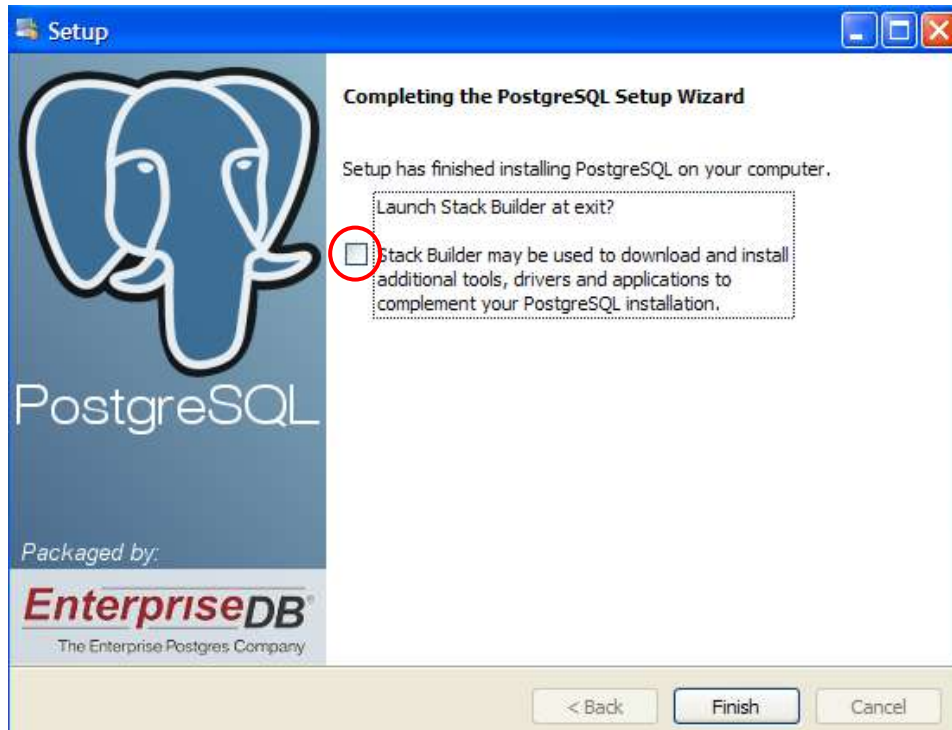 Setup
Completing the PostgreSQL Setup Wizard
Setup has finished installing PostgreSQL on your computer.
Launch Stack Builder at exit?
Stack Builder may be used to download and install
additional tools, drivers and applications to
complement your PostgreSQL installation.
PostgreSQL
Packaged by:
EnterpriseDB®
The Enterprise Postgres Company
< Back
Finish
Cancel